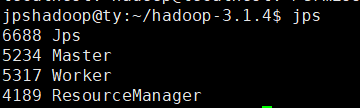 jpshadoop@ty:~/hadoop-3.1.4$ jps
6688 Jps
5234 Master
5317 Worker
4189 ResourceManager